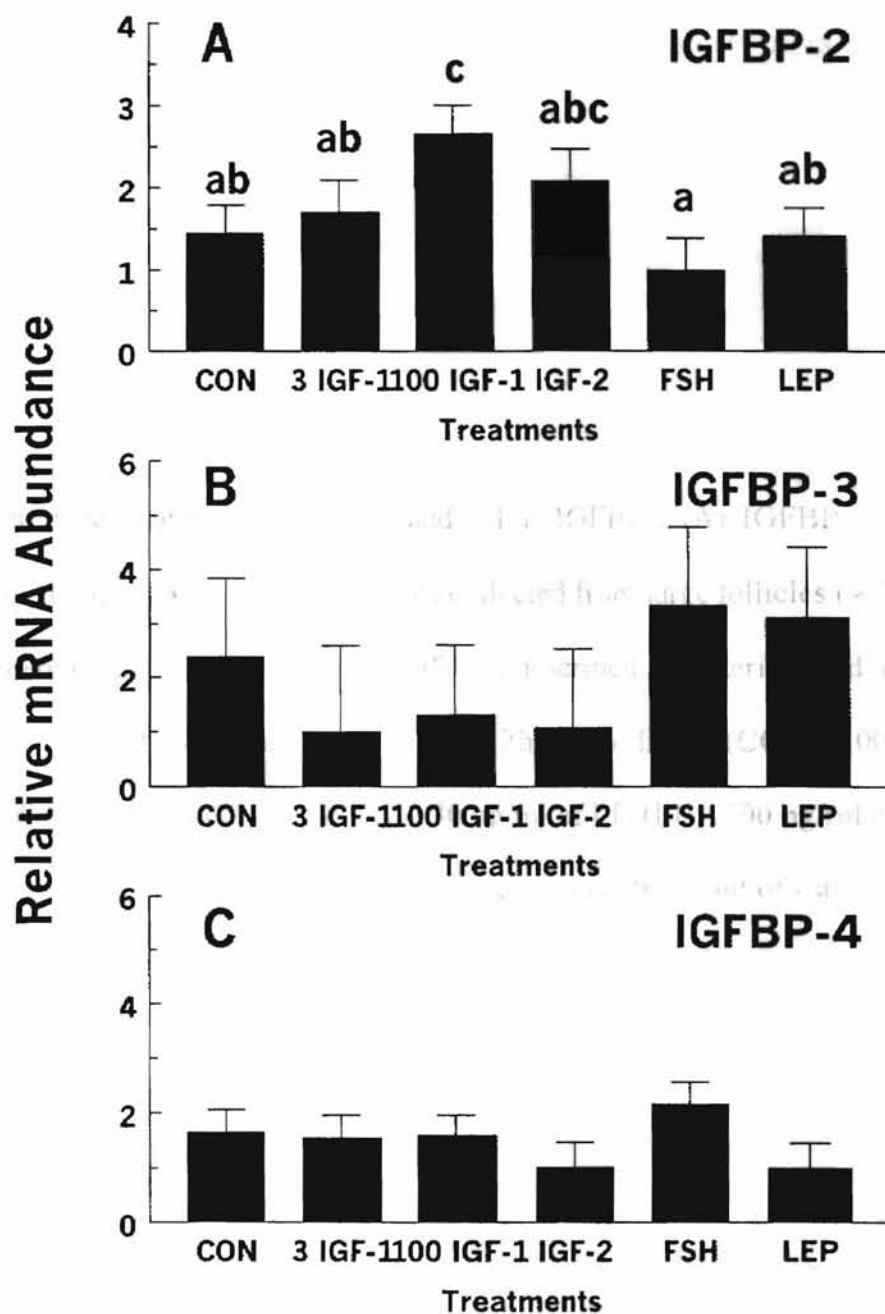 Relative mRNA Abundance
A
IGFBP-2
4
3
2
1
0
ab
ab
c
abc
a
ab
CON 3 IGF-1 100 IGF-1 IGF-2 FSH LEP
Treatments
B
IGFBP-3
6
4
2
0
CON 3 IGF-1 100 IGF-1 IGF-2 FSH LEP
Treatments
C
IGFBP-4
6
4
2
0
CON 3 IGF-1 100 IGF-1 IGF-2 FSH LEP
Treatments
and
IGFBP
follicles